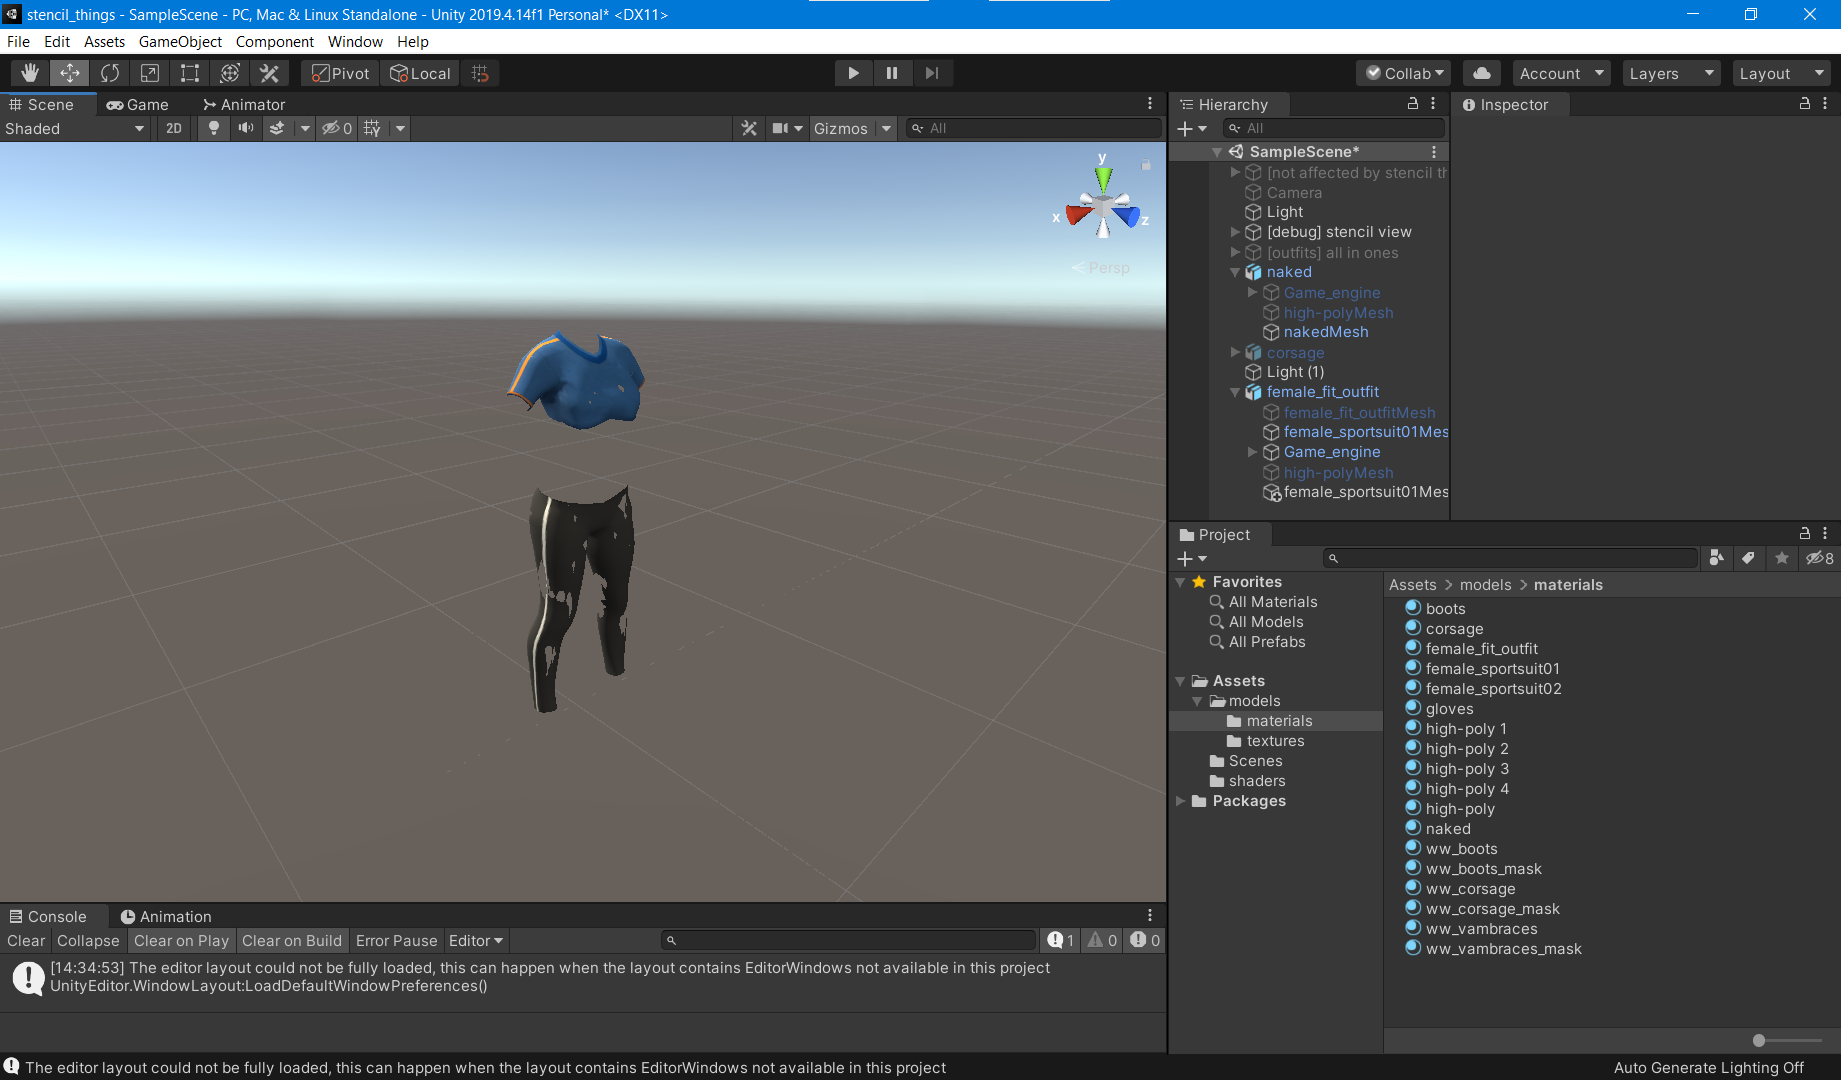 stencil_things - SampleScene - PC, Mac & Linux Standalone - Unity 2019.4.14f1 Personal* <DX11>
File Edit Assets GameObject Component Window Help
Pivot Local Collab Account Layers Layout
Scene Game Animator
Shaded 2D 0 Gizmos All
y
x
z
Persp
Hierarchy
All
SampleScene*
[not affected by stencil th
Camera
Light
[debug] stencil view
[outfits] all in ones
naked
Game_engine
high-polyMesh
nakedMesh
corsage
Light (1)
female_fit_outfit
female_fit_outfitMesh
female_sportsuit01Mes
Game_engine
high-polyMesh
female_sportsuit01Mes
Inspector
Project
8
Favorites
All Materials
All Models
All Prefabs
Assets
models
materials
textures
Scenes
shaders
Packages
Assets > models > materials
boots
corsage
female_fit_outfit
female_sportsuit01
female_sportsuit02
gloves
high-poly 1
high-poly 2
high-poly 3
high-poly 4
high-poly
naked
ww_boots
ww_boots_mask
ww_corsage
ww_corsage_mask
ww_vambraces
ww_vambraces_mask
Console Animation
Clear Collapse Clear on Play Clear on Build Error Pause Editor 1 0 0
[14:34:53] The editor layout could not be fully loaded, this can happen when the layout contains EditorWindows not available in this project
UnityEditor.WindowLayout:LoadDefaultWindowPreferences()
The editor layout could not be fully loaded, this can happen when the layout contains EditorWindows not available in this project
Auto Generate Lighting Off